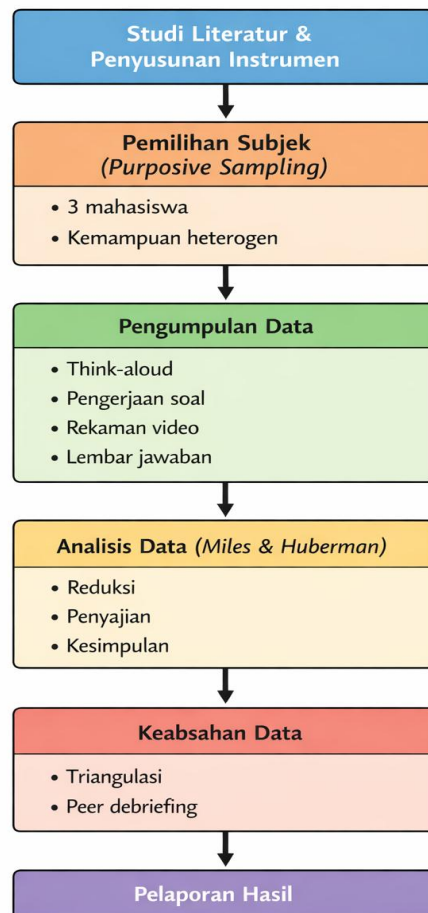 Studi Literatur &
Penyusunan Instrumen
Pemilihan Subjek
(Purposive Sampling)
• 3 mahasiswa
• Kemampuan heterogen
Pengumpulan Data
• Think-aloud
• Pengerjaan soal
• Rekaman video
• Lembar jawaban
Analisis Data (Miles & Huberman)
• Reduksi
• Penyajian
• Kesimpulan
Keabsahan Data
• Triangulasi
• Peer debriefing
Pelaporan Hasil